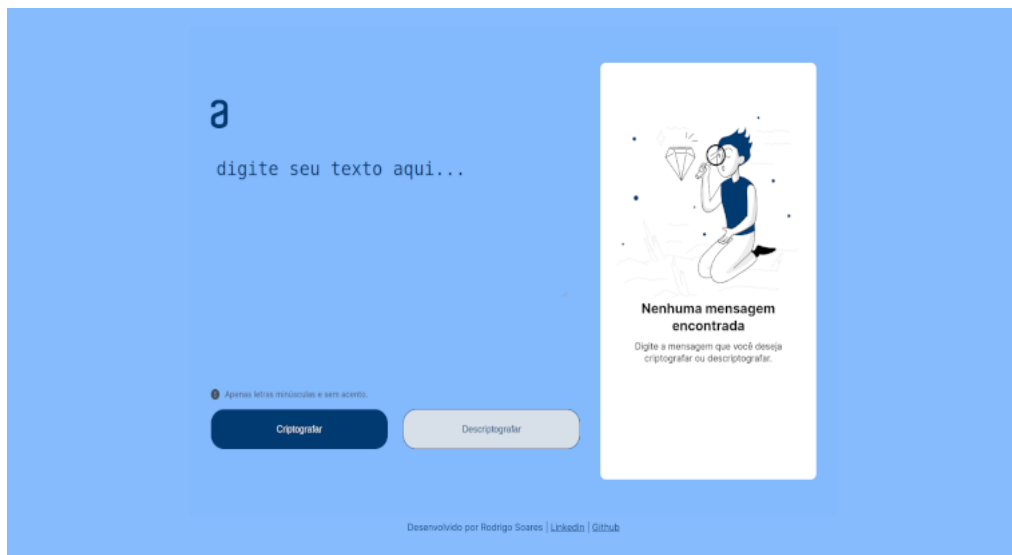 a
digite seu texto aqui...
Nenhuma mensagem
encontrada
Digite a mensagem que você deseja
criptografar ou descriptografar.
Apenas letras minúsculas e sem acento.
Criptografar
Descriptografar
Desenvolvido por Rodrigo Soares | Linkedin | Github